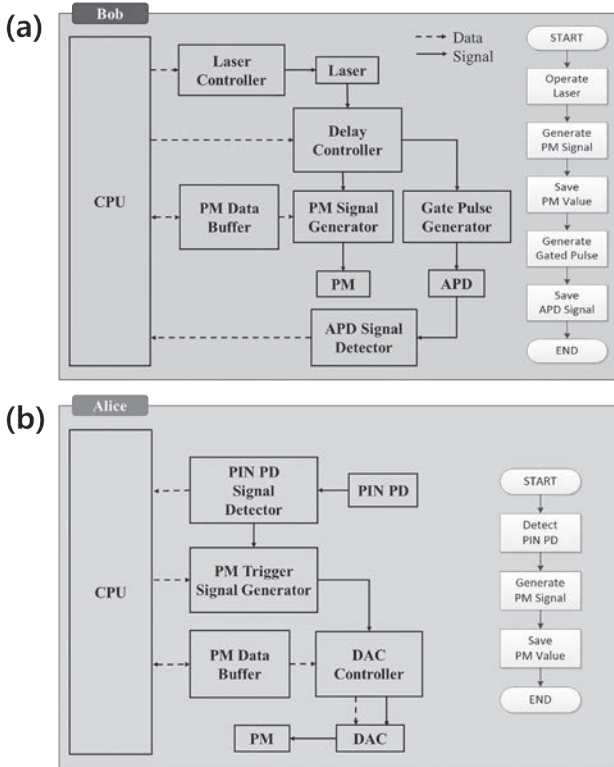 (a)
Bob
Data
Signal
CPU
Laser
Controller
Laser
Delay
Controller
PM Data
Buffer
PM Signal
Generator
Gate Pulse
Generator
PM
APD
APD Signal
Detector
START
Operate
Laser
Generate
PM Signal
Save
PM Value
Generate
Gated Pulse
Save
APD Signal
END
(b)
Alice
CPU
PIN PD
Signal
Detector
PIN PD
PM Trigger
Signal Generator
PM Data
Buffer
DAC
Controller
PM
DAC
START
Detect
PIN PD
Generate
PM Signal
Save
PM Value
END